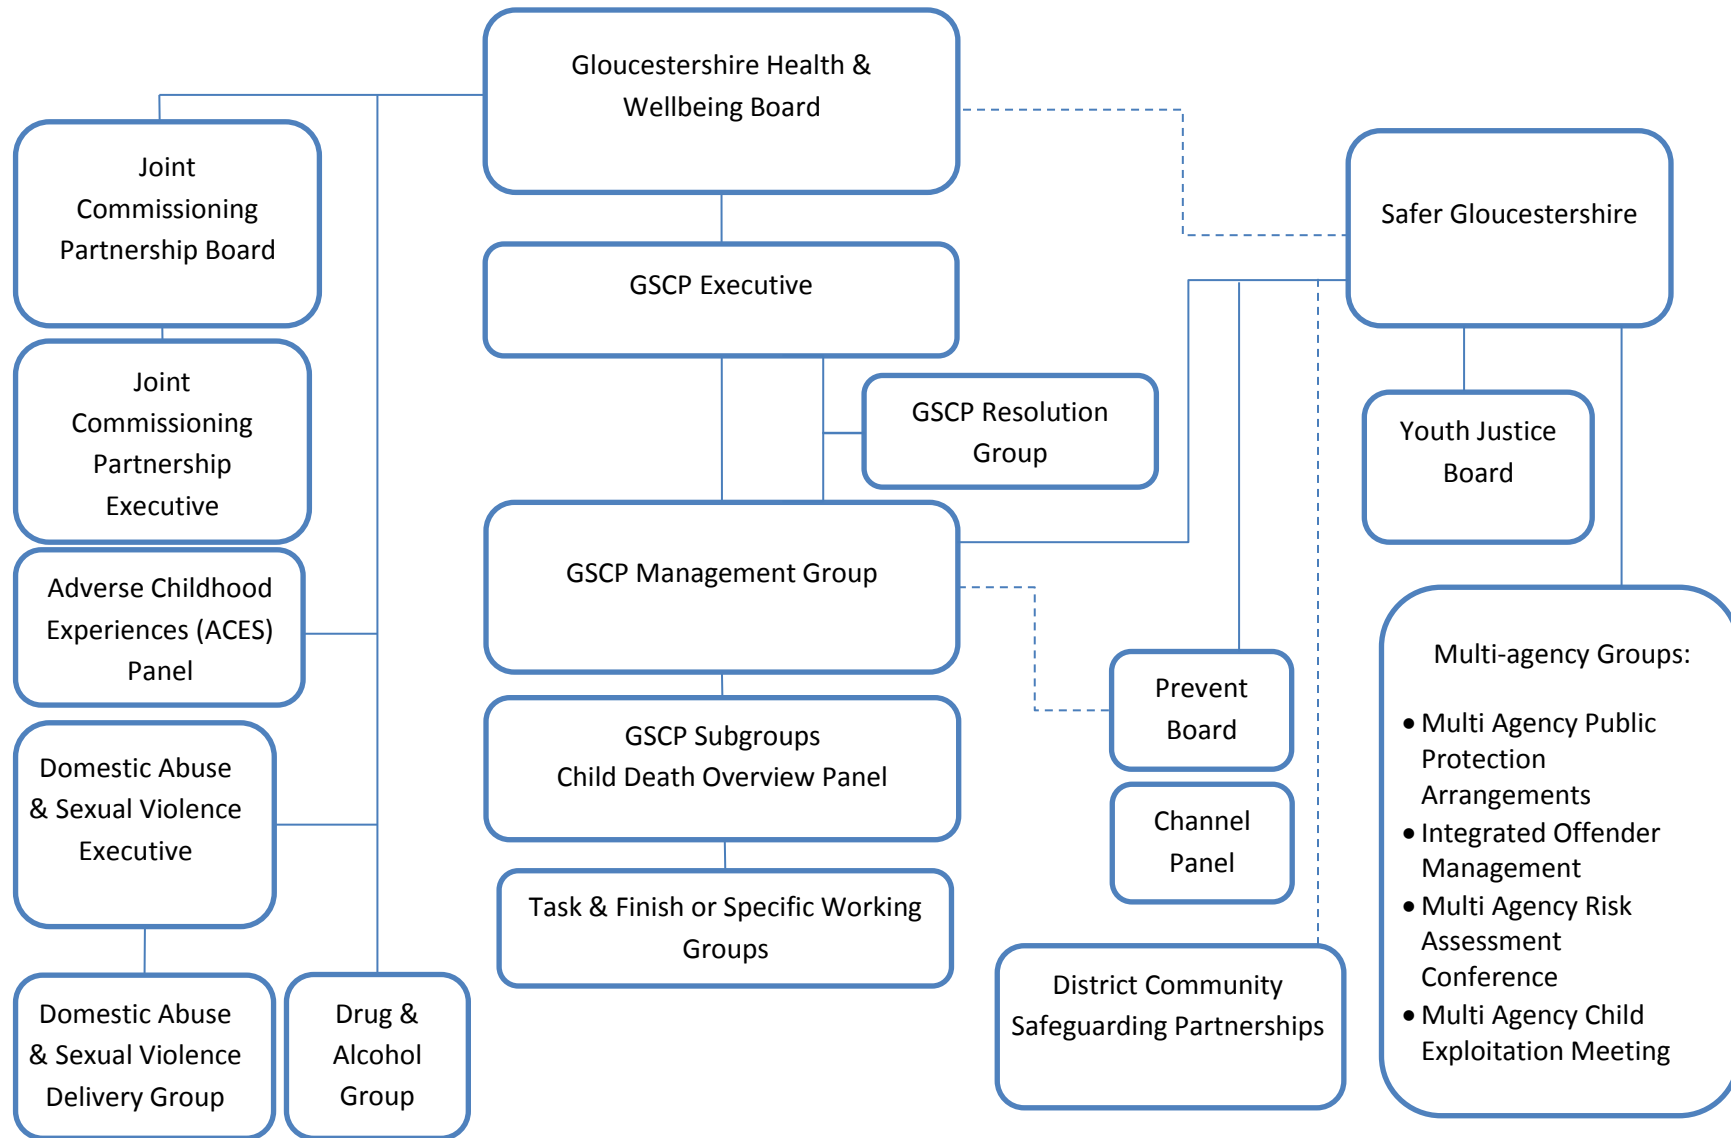 Gloucestershire Health &
Wellbeing Board
Joint
Commissioning
Partnership Board
Safer Gloucestershire
GSCP Executive
Joint
Commissioning
Partnership
Executive
GSCP Resolution
Group
Youth Justice
Board
GSCP Management Group
Adverse Childhood
Experiences (ACES)
Panel
Prevent
Board
GSCP Subgroups
Child Death Overview Panel
Domestic Abuse
& Sexual Violence
Executive
Channel
Panel
Task & Finish or Specific Working
Groups
Multi-agency Groups:
• Multi Agency Public
Protection
Arrangements
• Integrated Offender
Management
• Multi Agency Risk
Assessment
Conference
• Multi Agency Child
Exploitation Meeting
Domestic Abuse
& Sexual Violence
Delivery Group
Drug &
Alcohol
Group
District Community
Safeguarding Partnerships